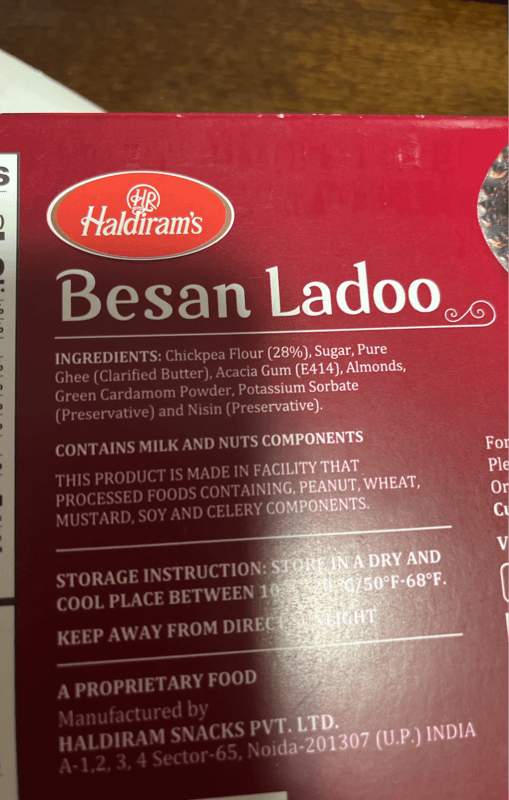 HR
Haldiram's
Besan Ladoo
INGREDIENTS: Chickpea Flour (28%), Sugar, Pure
Ghee (Clarified Butter), Acacia Gum (E414), Almonds,
Green Cardamom Powder, Potassium Sorbate
(Preservative) and Nisin (Preservative).
CONTAINS MILK AND NUTS COMPONENTS
THIS PRODUCT IS MADE IN FACILITY THAT
PROCESSED FOODS CONTAINING, PEANUT, WHEAT,
MUSTARD, SOY AND CELERY COMPONENTS.
STORAGE INSTRUCTION: STORE IN A DRY AND
COOL PLACE BETWEEN 10 /50°F-68°F.
KEEP AWAY FROM DIRECT
A PROPRIETARY FOOD
Manufactured by
HALDIRAM SNACKS PVT. LTD.
A-1,2, 3, 4 Sector-65, Noida-201307 (U.P.) INDIA
For
Ple
Or
Cu
V